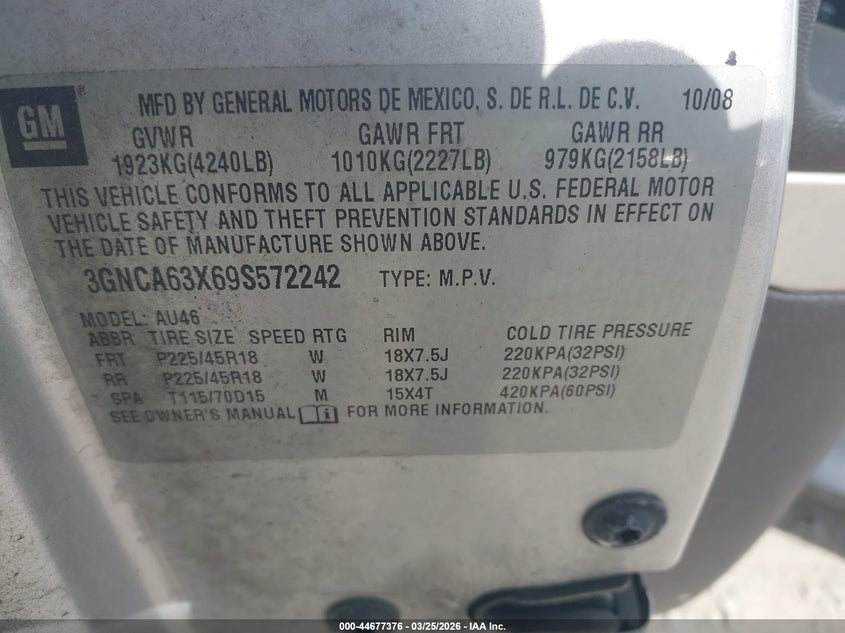 GM ®
MFD BY GENERAL MOTORS DE MEXICO, S. DE R.L. DE C.V. 10/08
GVWR GAWR FRT GAWR RR
1923KG(4240LB) 1010KG(2227LB) 979KG(2158LB)
THIS VEHICLE CONFORMS TO ALL APPLICABLE U.S. FEDERAL MOTOR
VEHICLE SAFETY AND THEFT PREVENTION STANDARDS IN EFFECT ON
THE DATE OF MANUFACTURE SHOWN ABOVE.
3GNCA63X69S572242 TYPE: M.P.V.
MODEL: AU46
ABBR TIRE SIZE SPEED RTG RIM COLD TIRE PRESSURE
FRT P225/45R18 W 18X7.5J 220KPA(32PSI)
RR P225/45R18 W 18X7.5J 220KPA(32PSI)
SPA T115/70D15 M 15X4T 420KPA(60PSI)
SEE OWNER'S MANUAL i FOR MORE INFORMATION.
000-44677376 - 03/25/2026 - IAA Inc.